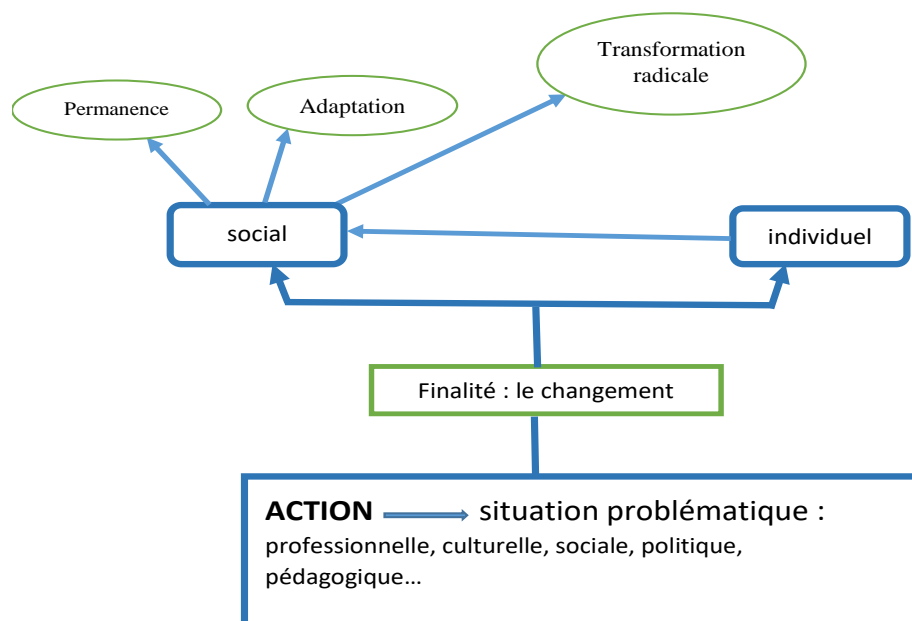 Transformation
radicale
Permanence
Adaptation
social
individuel
Finalité : le changement
ACTION situation problématique :
professionnelle, culturelle, sociale, politique,
pédagogique...